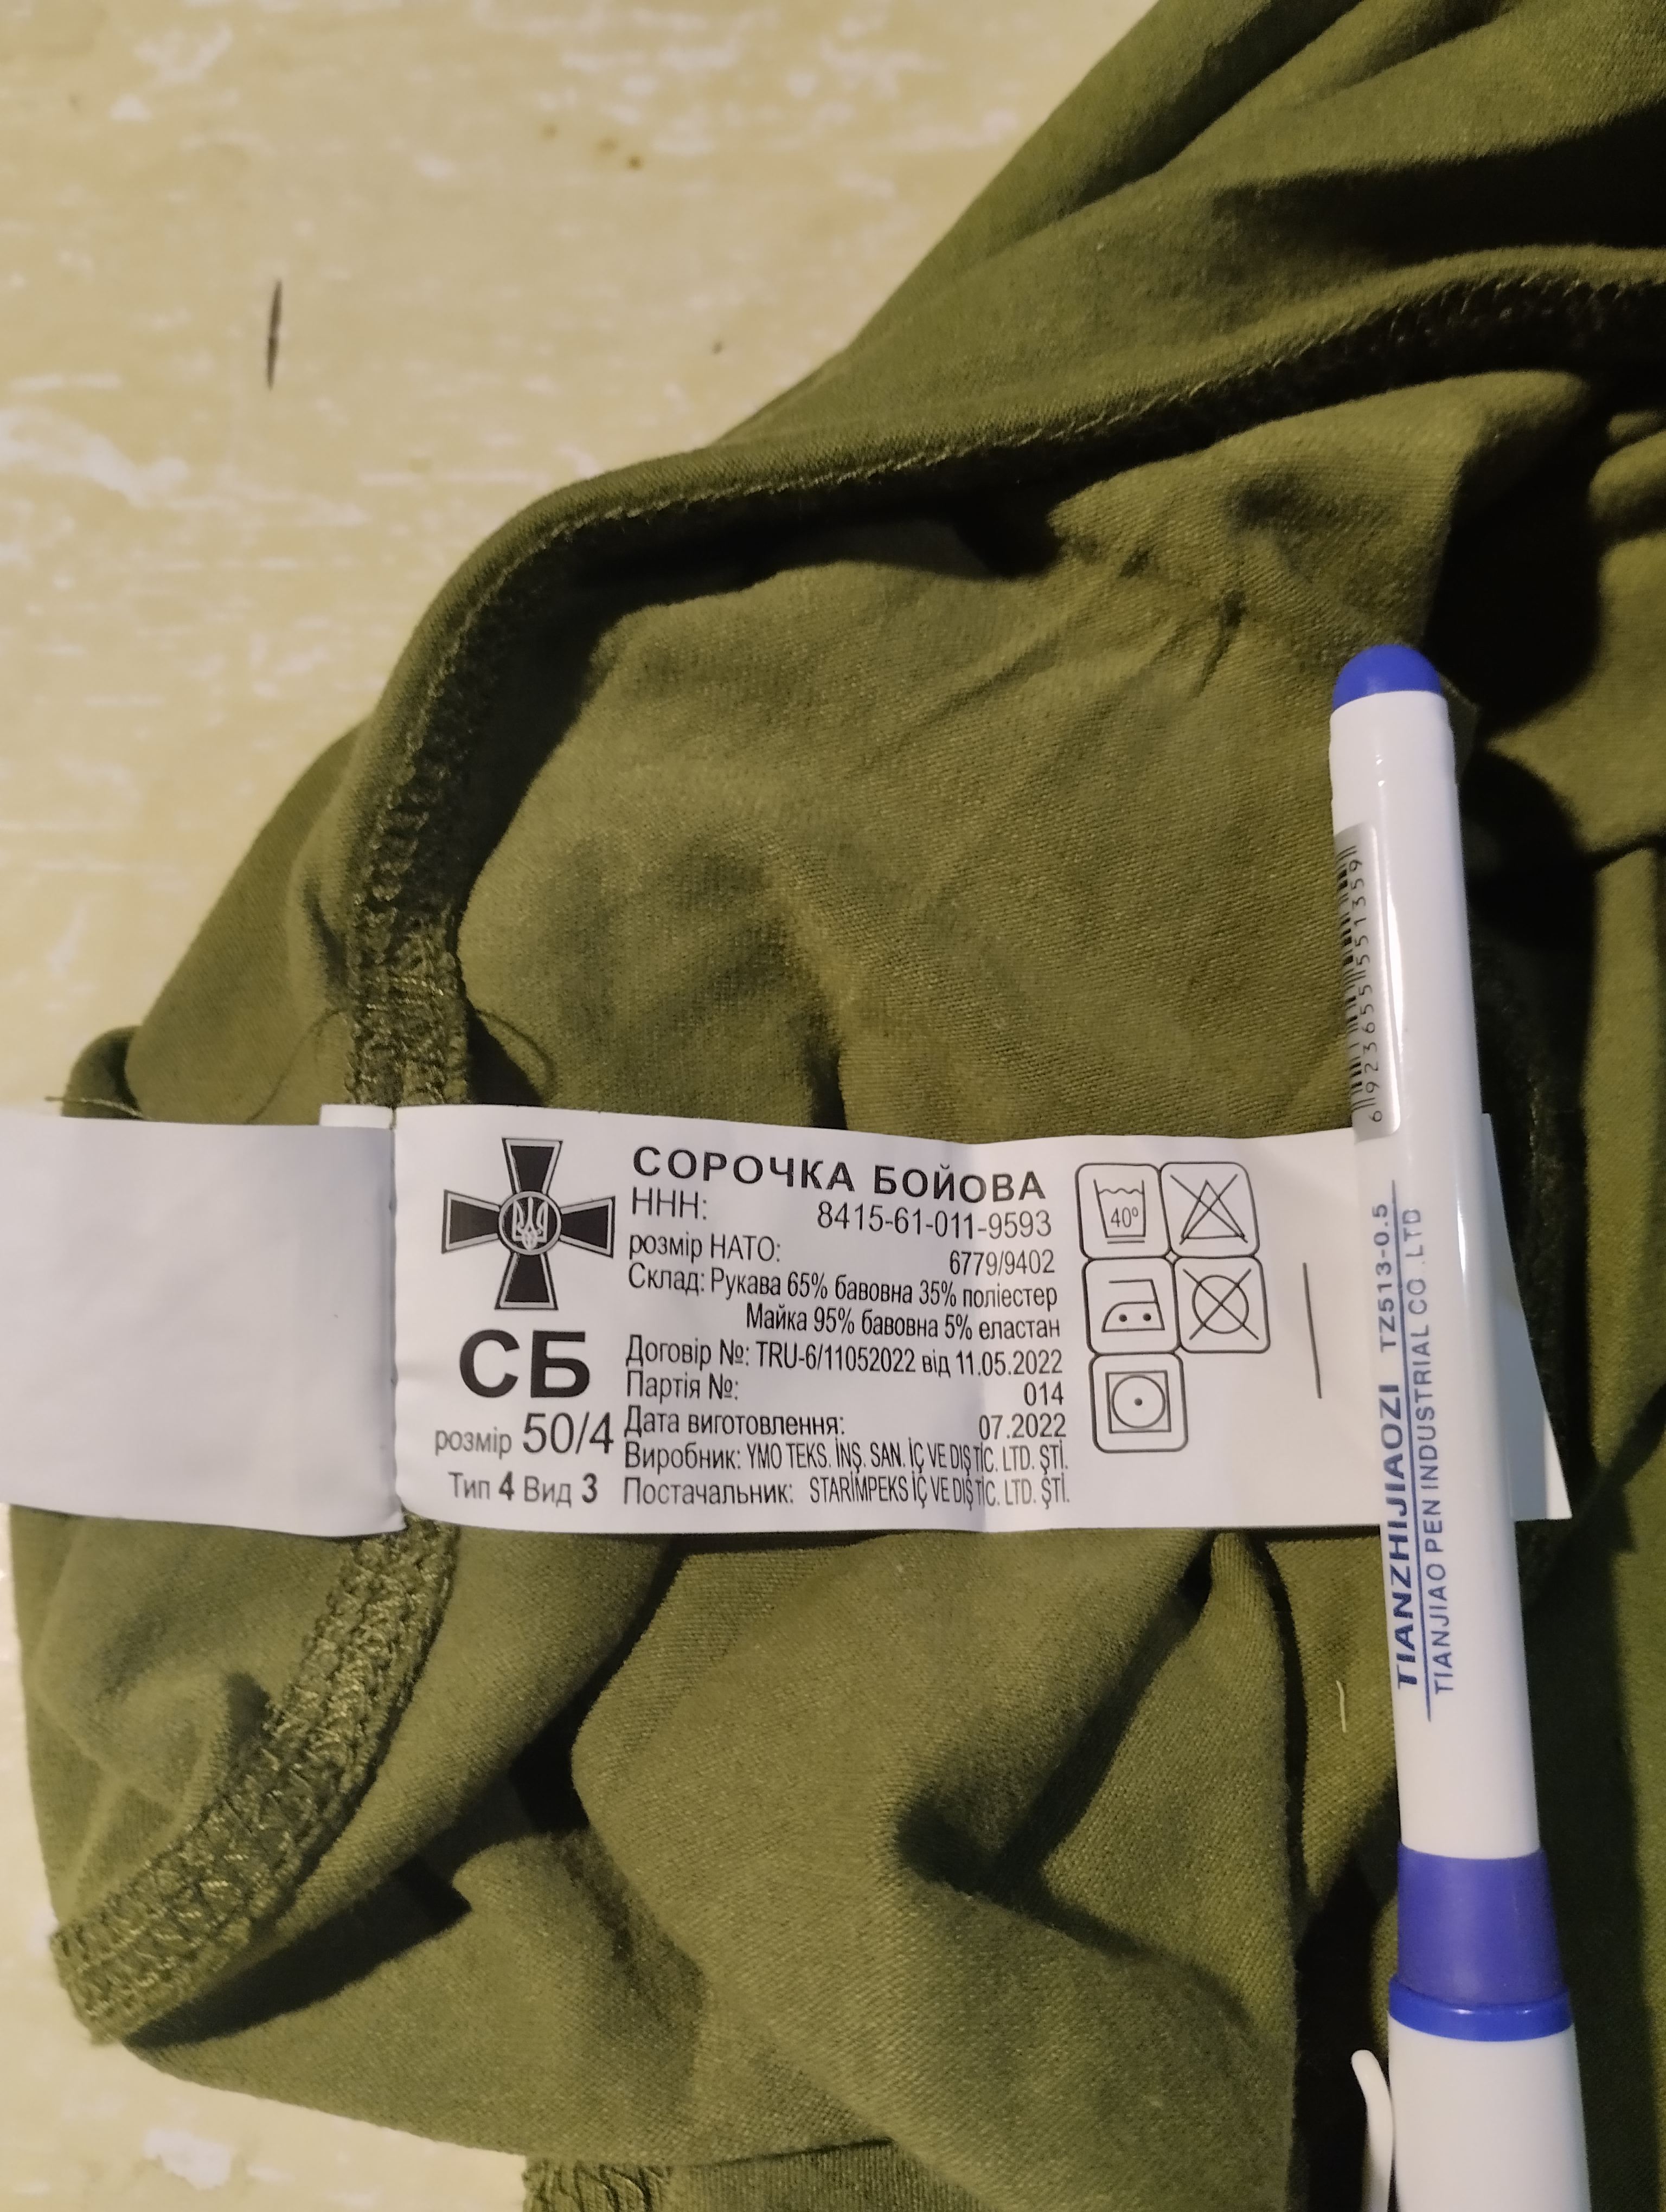 СОРОЧКА БОЙОВА
ННН: 8415-61-011-9593
розмір НАТО: 6779/9402
Склад: Рукава 65% бавовна 35% поліестер
Майка 95% бавовна 5% еластан
Договір №: TRU-6/11052022 від 11.05.2022
Партія №: 014
Дата виготовлення: 07.2022
Виробник: YMO TEKS. İNŞ. SAN. İÇ VE DIŞ TİC. LTD. ŞTİ.
Постачальник: STARİMPEKS İÇ VE DIŞ TİC. LTD. ŞTİ.
СБ
розмір 50/4
Тип 4 Вид 3
40º
6923655551359
TIANZHIJIAOZI TZ513-0.5
TIANJIAO PEN INDUSTRIAL CO .LTD